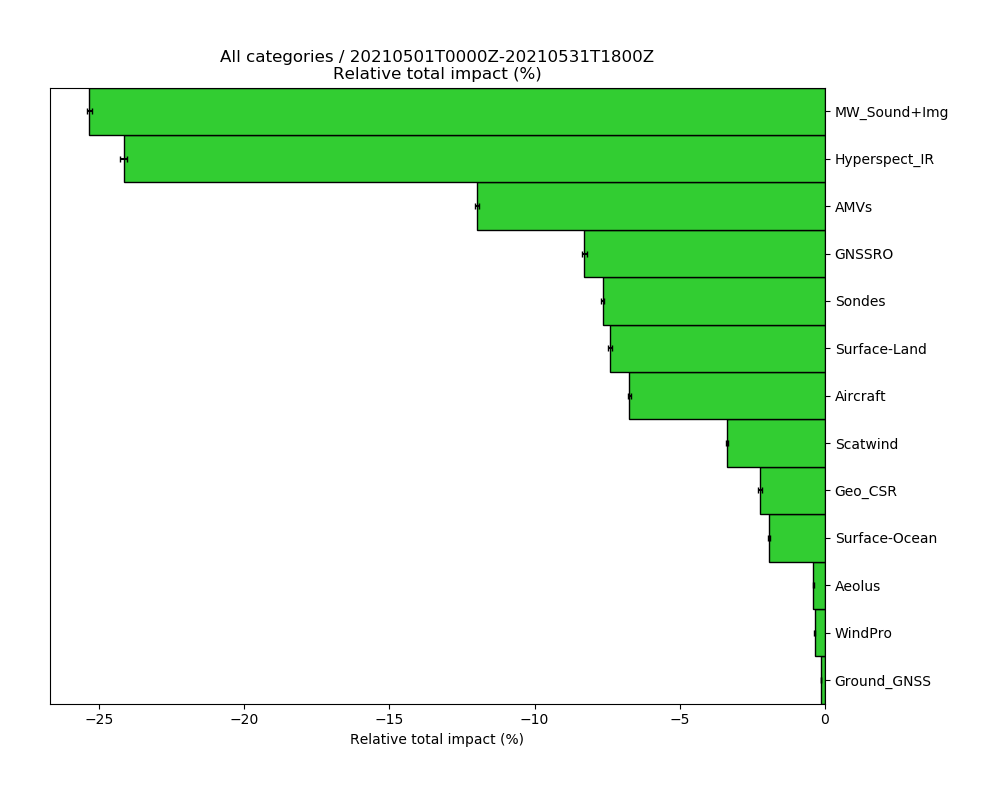 All categories / 20210501T0000Z-20210531T1800Z
Relative total impact (%)
MW_Sound+Img
Hyperspect_IR
AMVs
GNSSRO
Sondes
Surface-Land
Aircraft
Scatwind
Geo_CSR
Surface-Ocean
Aeolus
WindPro
Ground_GNSS
−25 −20 −15 −10 −5 0
Relative total impact (%)